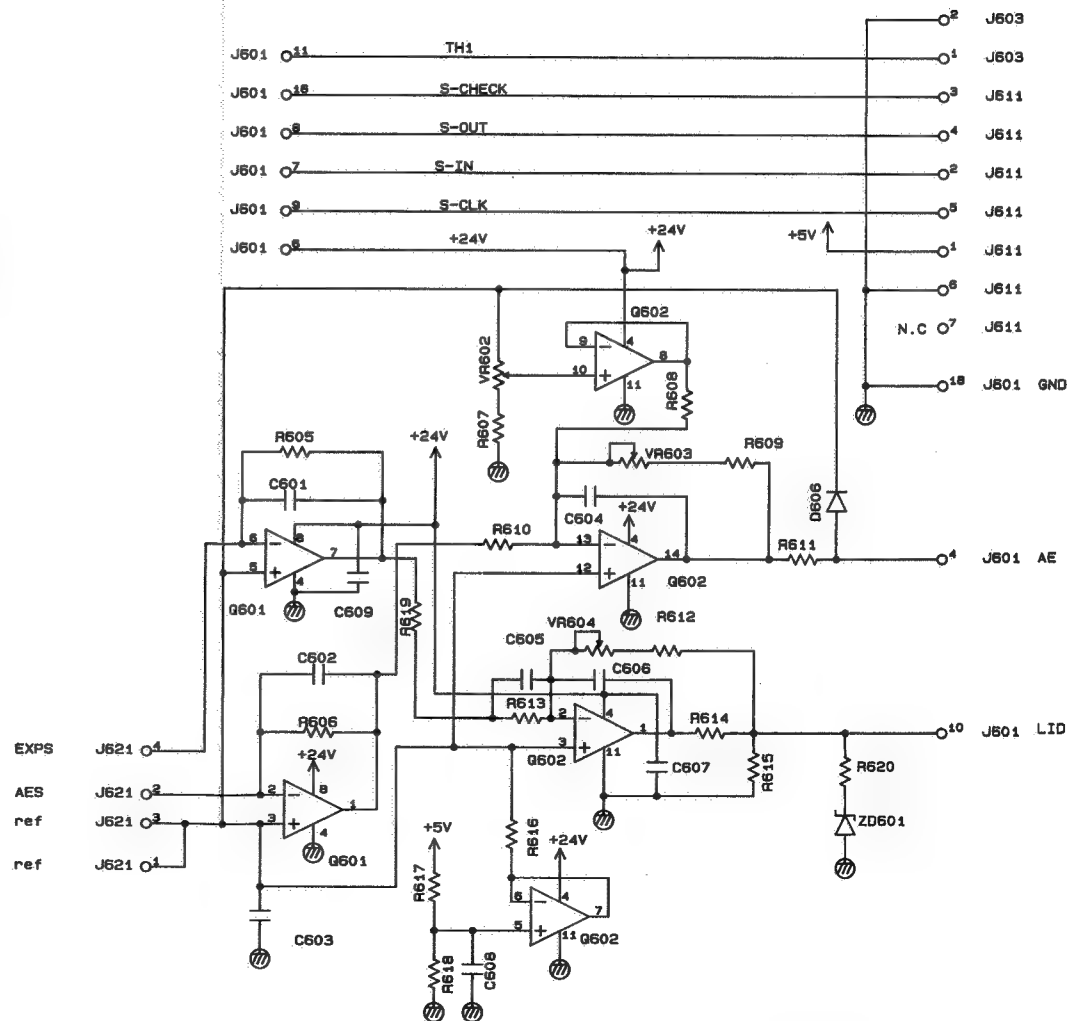 2 J603
J601 11 TH1 1 J603
J601 16 S-CHECK 3 J611
J601 8 S-OUT 4 J611
J601 7 S-IN 2 J611
J601 9 S-CLK 5 J611
J601 6 +24V +24V +5V 1 J611
6 J611
Q602
N.C 7 J611
VR602
9 4 8
10 11
R608
18 J601 GND
R607
R605 +24V
VR603 R609
C601
C604 +24V
D606
R610
6 8 7
5 4
13 4 14
12 11
R611
4 J601 AE
Q601 C609
R619
Q602
R612
C605 VR604
C602
C606
R613
R606
2 4 1
3 11
R614
10 J601 LID
EXPS J621 4
+24V
Q602
C607
R615
R620
AES J621 2
2 8 1
3 4
ref J621 3
+5V
ZD601
R616
+24V
Q601
ref J621 1
R617
6 4 7
5 11
Q602
C603
R618
C608